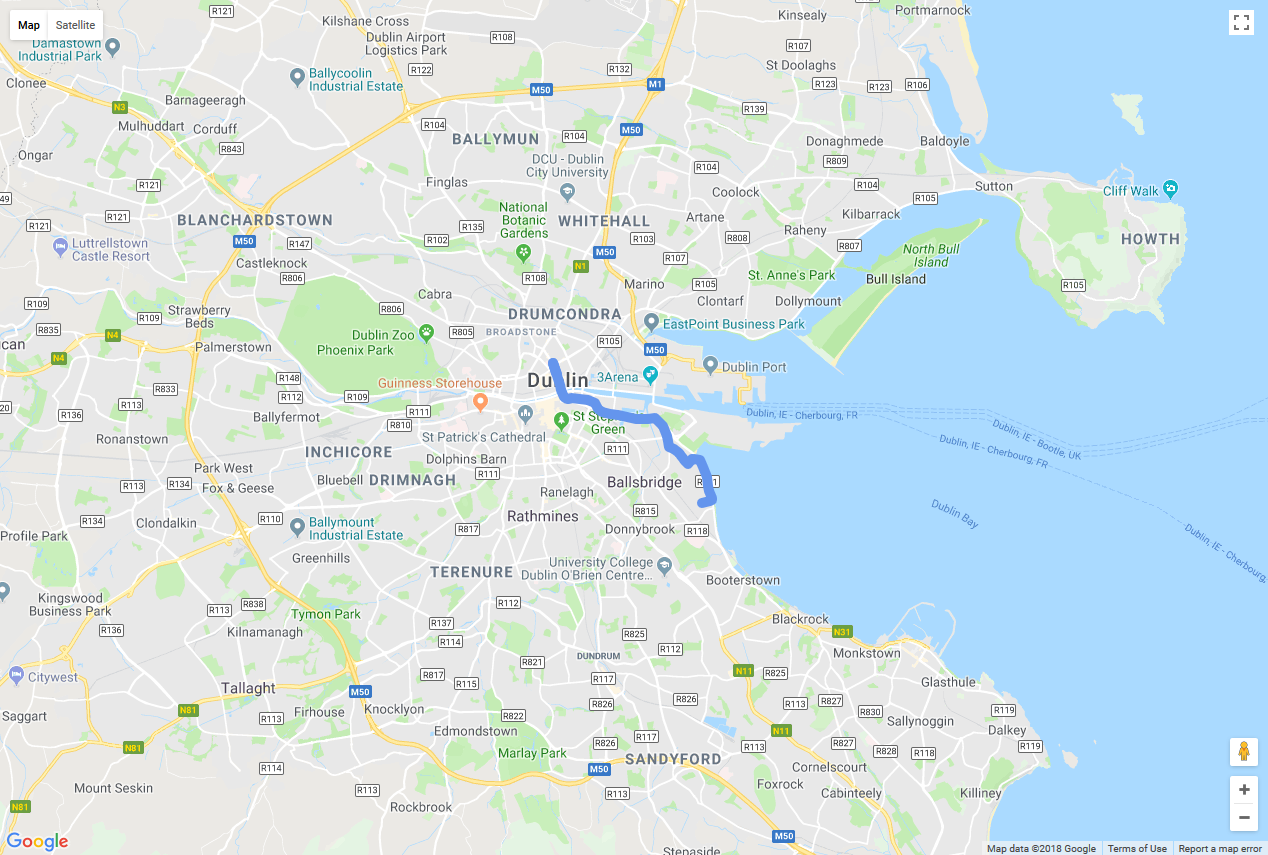 Map
Satellite
R121
Kilshane Cross
Kinsealy
Portmarnock
Damastown
Industrial Park
Dublin Airport
Logistics Park
R108
R107
R122
R132
M1
St Doolaghs
Clonee
Ballycoolin
Industrial Estate
M50
R123
R123
R106
N3
Barnageeragh
R139
Mulhuddart
Corduff
R104
M50
BALLYMUN
R104
R843
Donaghmede
Baldoyle
Ongar
DCU - Dublin
City University
R104
R809
R121
Finglas
Coolock
R104
Sutton
Cliff Walk
49
R105
R121
R121
BLANCHARDSTOWN
National
Botanic
Gardens
WHITEHALL
Artane
Kilbarrack
R135
Raheny
M50
R147
R102
R103
R808
R807
HOWTH
Luttrellstown
Castle Resort
M50
R107
North Bull
Island
Castleknock
N1
R806
R108
St. Anne's Park
Bull Island
Marino
R105
R105
Cabra
Clontarf
Dollymount
R109
R806
Strawberry
Beds
R109
DRUMCONDRA
R835
R805
BROADSTONE
EastPoint Business Park
N4
Dublin Zoo
R105
can
Palmerstown
Phoenix Park
M50
N4
Dublin Port
R148
Dublin
3Arena
R833
Guinness Storehouse
R112
R109
20
R113
R136
R111
Dublin, IE - Cherbourg, FR
Ballyfermot
St Stephen's
Green
R810
Dublin, IE - Bootle, UK
St Patrick's Cathedral
Dublin, IE - Cherbourg, FR
R111
INCHICORE
Dolphins Barn
Park West
R111
Bluebell
DRIMNAGH
Ballsbridge
R113
R134
Fox & Geese
Ranelagh
R815
Dublin Bay
R110
Rathmines
R134
Clondalkin
Ballymount
Industrial Estate
R817
Donnybrook
R118
Profile Park
Dublin, IE - Cherbourg,
Greenhills
University College
Dublin O'Brien Centre...
TERENURE
Booterstown
Kingswood
Business Park
R838
R112
R113
Tymon Park
Blackrock
R136
R137
N31
Kilnamanagh
R825
R114
R112
Monkstown
DUNDRUM
R821
Citywest
R817
N11
R825
R115
R117
Glasthule
Tallaght
M50
R826
R827
R113
R826
N81
Firhouse
Knocklyon
R822
R830
R119
Saggart
R113
Sallynoggin
Edmondstown
N11
Dalkey
R117
R826
R827
R119
N81
Marlay Park
R113
R828
R118
SANDYFORD
R114
M50
Cornelscourt
Mount Seskin
R113
Foxrock
R113
Cabinteely
Killiney
N81
Rockbrook
M50
Google
Stepaside
Map data ©2018 Google
Terms of Use
Report a map error